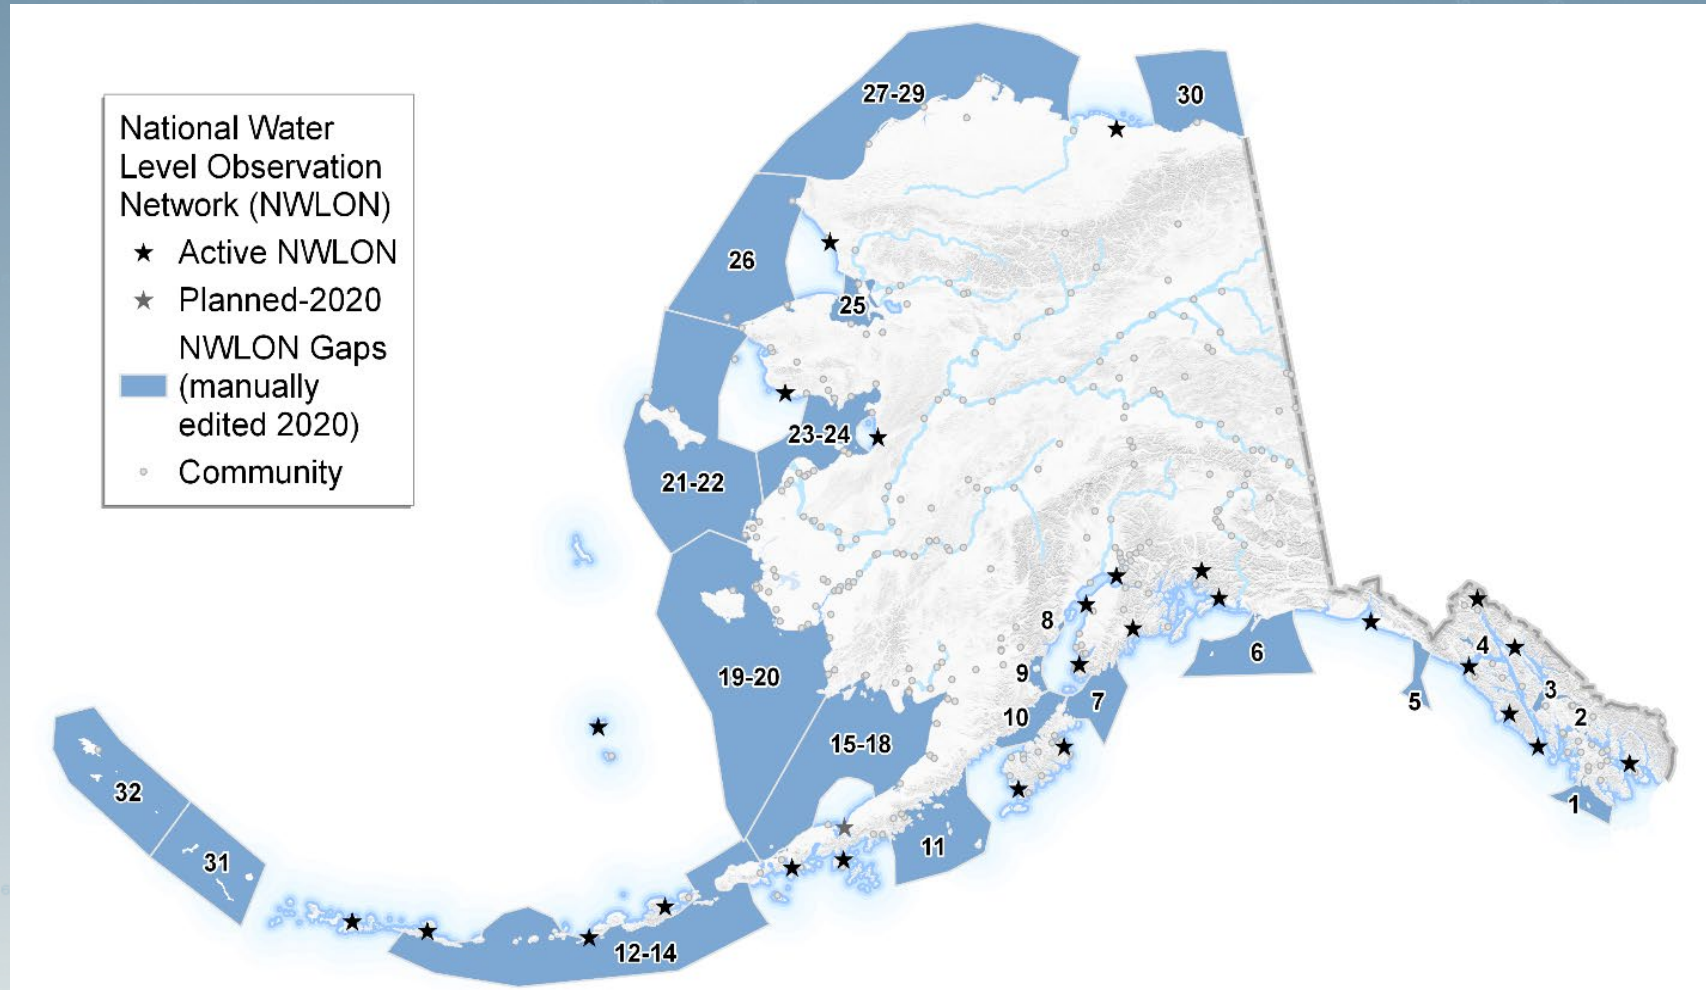 National Water
Level Observation
Network (NWLON)
Active NWLON
Planned-2020
NWLON Gaps
(manually
edited 2020)
Community
27-29
30
26
25
23-24
21-22
19-20
15-18
8
9
10
7
6
5
4
3
2
1
11
12-14
31
32